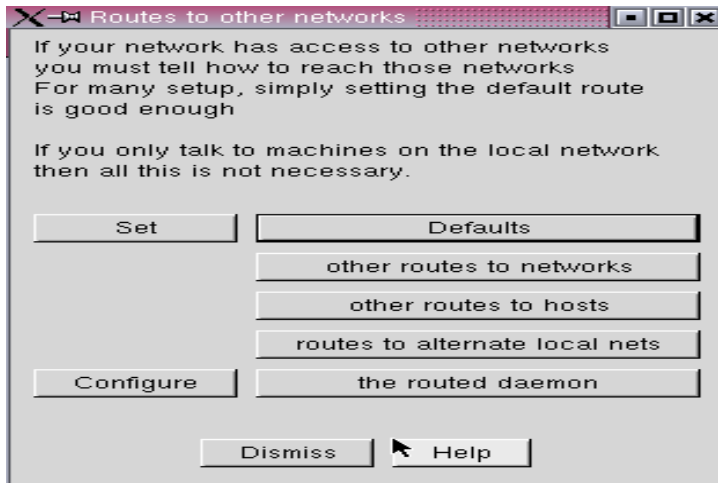 Routes to other networks
If your network has access to other networks
you must tell how to reach those networks
For many setup, simply setting the default route
is good enough
If you only talk to machines on the local network
then all this is not necessary.
Set Defaults
other routes to networks
other routes to hosts
routes to alternate local nets
Configure the routed daemon
Dismiss Help